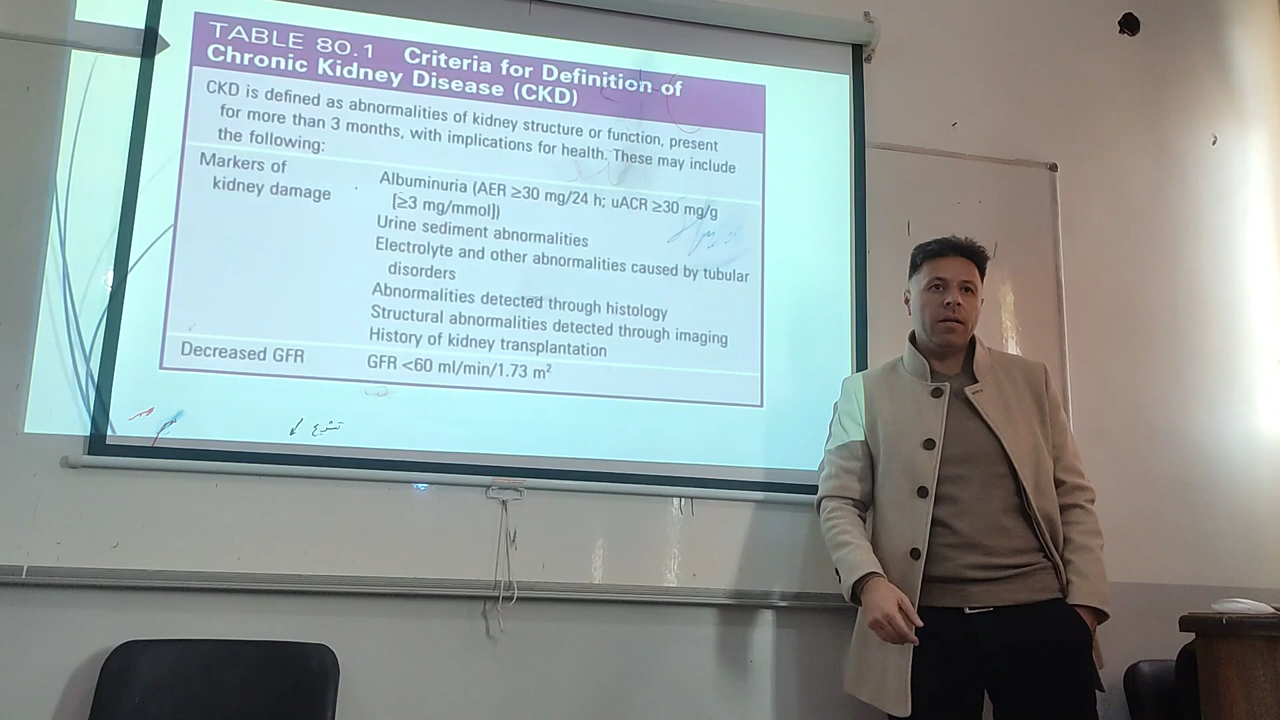 TABLE 80.1 Criteria for Definition of
Chronic Kidney Disease (CKD)
CKD is defined as abnormalities of kidney structure or function, present
for more than 3 months, with implications for health. These may include
the following:
Markers of
kidney damage
Albuminuria (AER ≥30 mg/24 h; uACR ≥30 mg/g
[≥3 mg/mmol])
Urine sediment abnormalities
Electrolyte and other abnormalities caused by tubular
disorders
Abnormalities detected through histology
Structural abnormalities detected through imaging
History of kidney transplantation
Decreased GFR
GFR <60 ml/min/1.73 m²